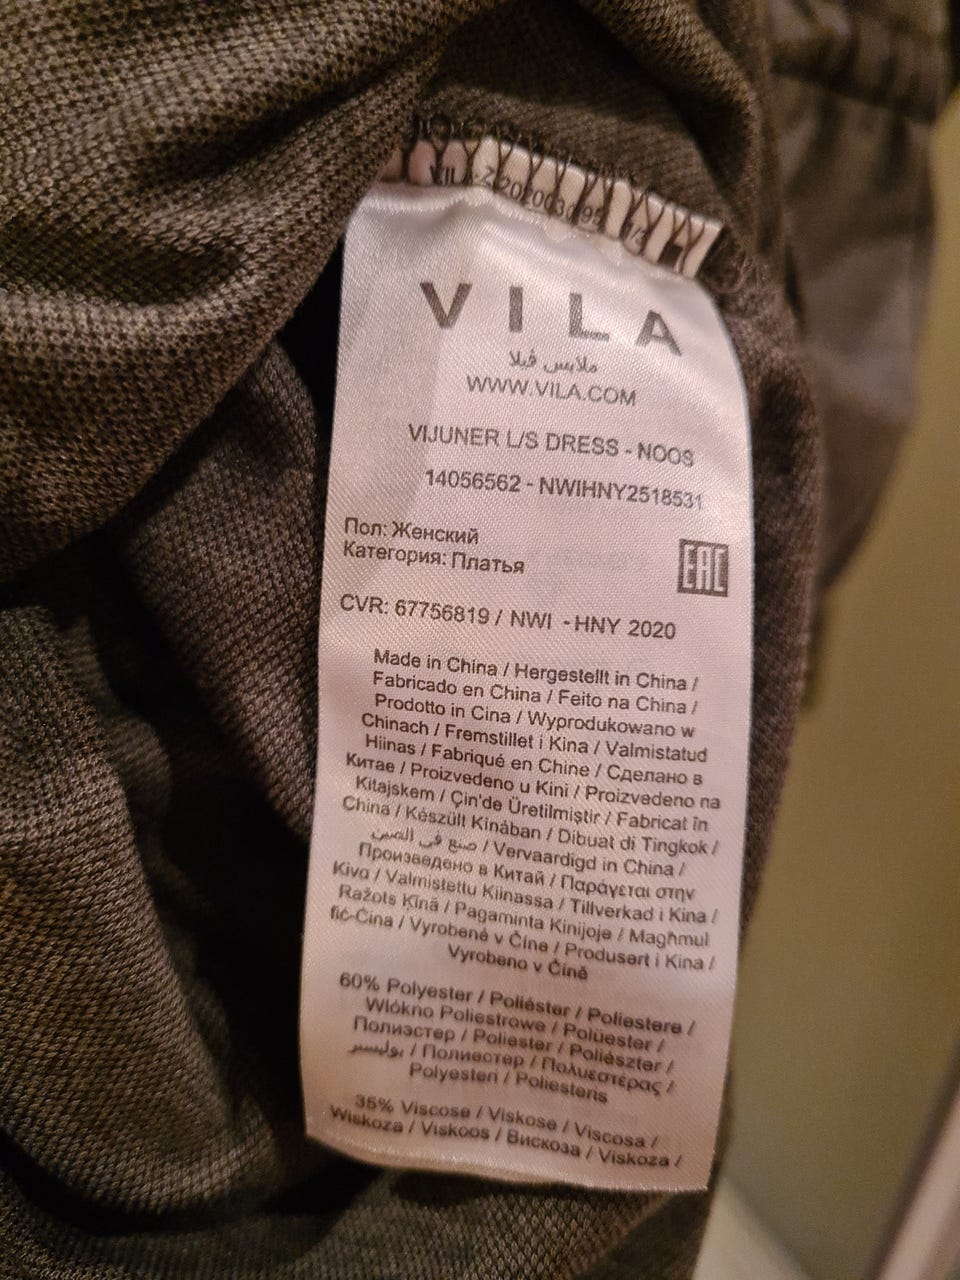 VILA
ملابس فيلا
WWW.VILA.COM
VIJUNER L/S DRESS - NOOS
14056562 - NWIHNY2518531
Пол: Женский
Категория: Платья
EAC
CVR: 67756819 / NWI - HNY 2020
Made in China / Hergestellt in China /
Fabricado en China / Feito na China /
Prodotto in Cina / Wyprodukowano w
Chinach / Fremstillet i Kina / Valmistatud
Hiinas / Fabriqué en Chine / Сделано в
Китае / Proizvedeno u Kini / Proizvedeno na
Kitajskem / Çin'de Üretilmiştir / Fabricat în
China / Készült Kínában / Dibuat di Tingkok /
صنع في الصين / Vervaardigd in China /
Произведено в Китай / Παράγεται στην
Κίνα / Valmistettu Kiinassa / Tillverkad i Kina /
Ražots Ķīnā / Pagaminta Kinijoje / Magħmul
fiċ-Ċina / Vyrobené v Číne / Produsert i Kina /
Vyrobeno v Číně
60% Polyester / Poliéster / Poliestere /
Włókno Poliestrowe / Polüester /
Полиэстер / Poliester / Poliészter /
بوليستر / Полиестер / Πολυεστέρας /
Polyesteri / Poliesteris
35% Viscose / Viskose / Viscosa /
Wiskoza / Viskoos / Вискоза / Viskoza /